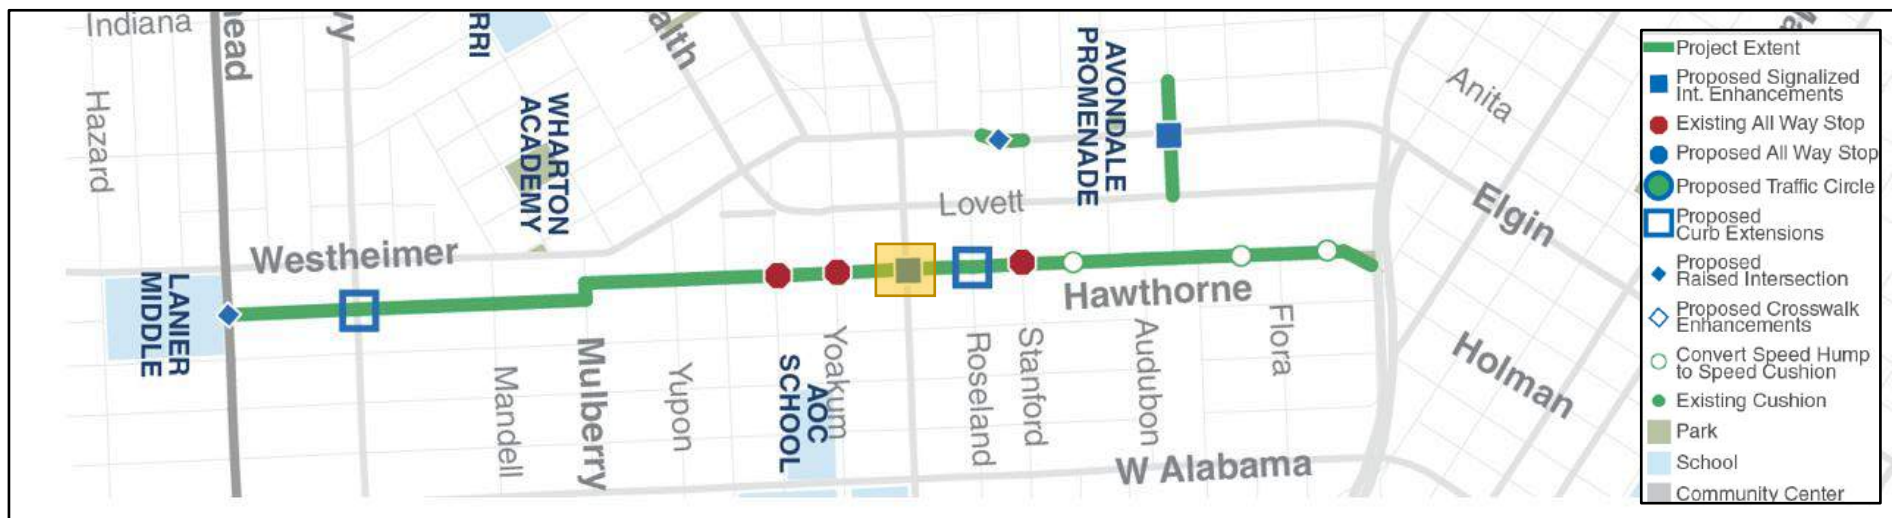 Indiana
Hazard
Westheimer
LANIER
MIDDLE
WHARTON
ACADEMY
Mandell
Mulberry
Yupon
AOC
SCHOOL
Yoakum
Lovett
AVONDALE
PROMENADE
Hawthorne
Roseland
Stanford
Audubon
Flora
W Alabama
Anita
Elgin
Holman
Project Extent
Proposed Signalized
Int. Enhancements
Existing All Way Stop
Proposed All Way Stop
Proposed Traffic Circle
Proposed
Curb Extensions
Proposed
Raised Intersection
Proposed Crosswalk
Enhancements
Convert Speed Hump
to Speed Cushion
Existing Cushion
Park
School
Community Center